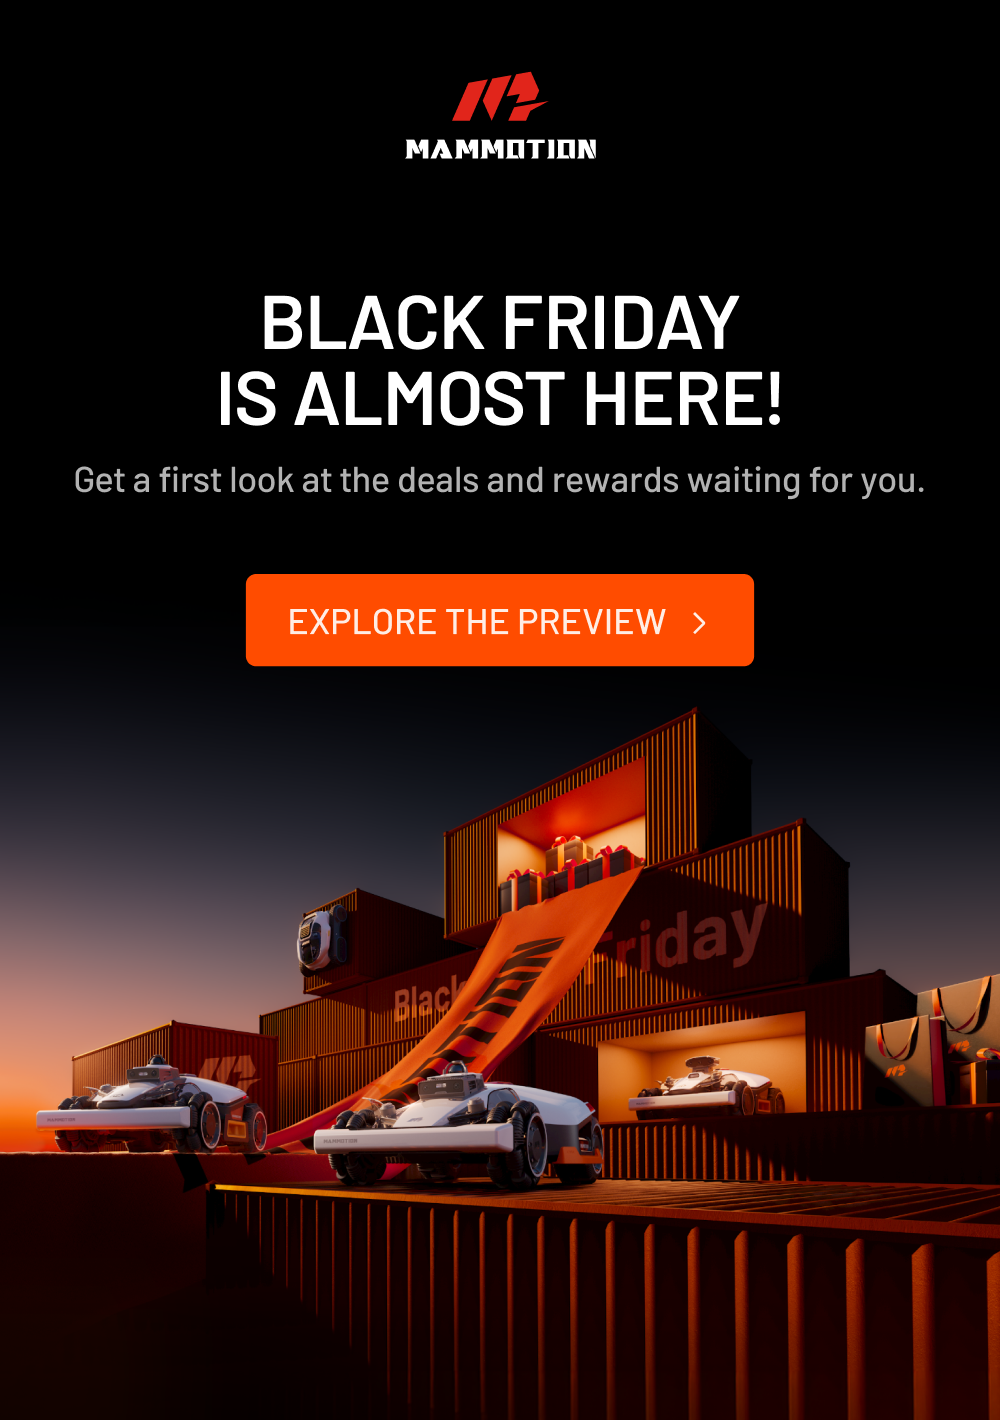 MAMMOTION
BLACK FRIDAY
IS ALMOST HERE!
Get a first look at the deals and rewards waiting for you.
EXPLORE THE PREVIEW
Black
Friday
MAMMOTION